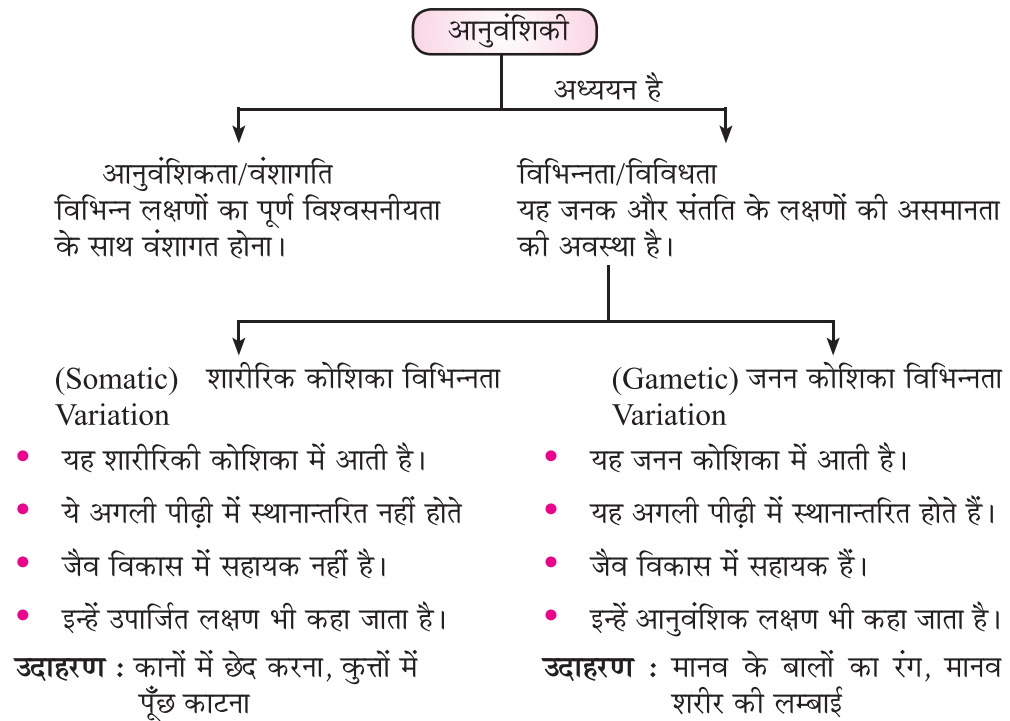 आनुवंशिकी
अध्ययन है
आनुवंशिकता/वंशागति
विभिन्न लक्षणों का पूर्ण विश्वसनीयता
के साथ वंशागत होना।
विभिन्नता/विविधता
यह जनक और संतति के लक्षणों की असमानता
की अवस्था है।
(Somatic) शारीरिक कोशिका विभिन्नता
Variation
• यह शारीरिकी कोशिका में आती है।
• ये अगली पीढ़ी में स्थानान्तरित नहीं होते
• जैव विकास में सहायक नहीं है।
• इन्हें उपार्जित लक्षण भी कहा जाता है।
उदाहरण : कानों में छेद करना, कुत्तों में
पूँछ काटना
(Gametic) जनन कोशिका विभिन्नता
Variation
• यह जनन कोशिका में आती है।
• यह अगली पीढ़ी में स्थानान्तरित होते हैं।
• जैव विकास में सहायक हैं।
• इन्हें आनुवंशिक लक्षण भी कहा जाता है।
उदाहरण : मानव के बालों का रंग, मानव
शरीर की लम्बाई